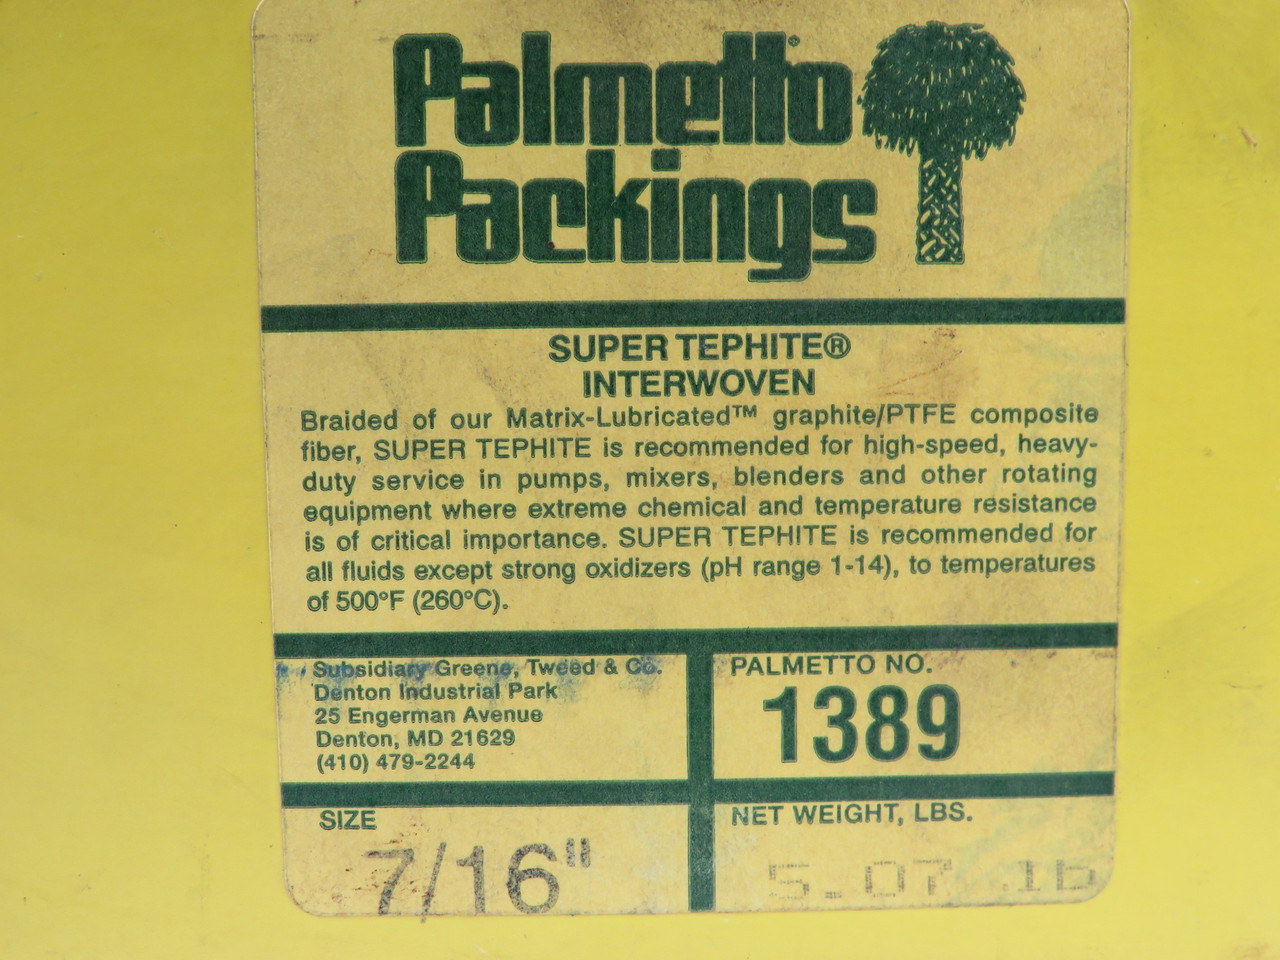 Palmetto®
Packings
SUPER TEPHITE®
INTERWOVEN
Braided of our Matrix-Lubricated™ graphite/PTFE composite
fiber, SUPER TEPHITE is recommended for high-speed, heavy-
duty service in pumps, mixers, blenders and other rotating
equipment where extreme chemical and temperature resistance
is of critical importance. SUPER TEPHITE is recommended for
all fluids except strong oxidizers (pH range 1-14), to temperatures
of 500°F (260°C).
Subsidiary Greene, Tweed & Co.
Denton Industrial Park
25 Engerman Avenue
Denton, MD 21629
(410) 479-2244
PALMETTO NO.
1389
SIZE
7/16"
NET WEIGHT, LBS.
5.07 lb